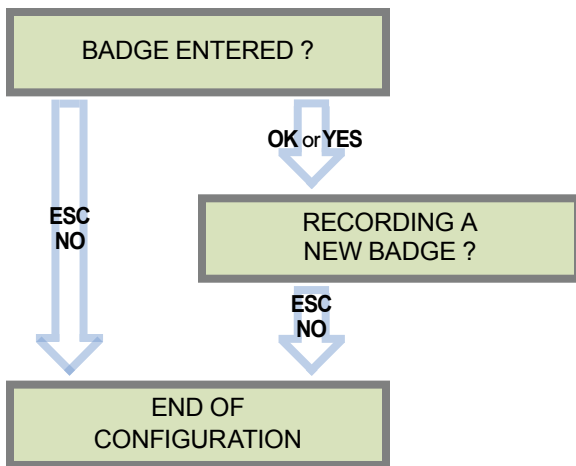 BADGE ENTERED ?
OK or YES
ESC
NO
RECORDING A
NEW BADGE ?
ESC
NO
END OF
CONFIGURATION